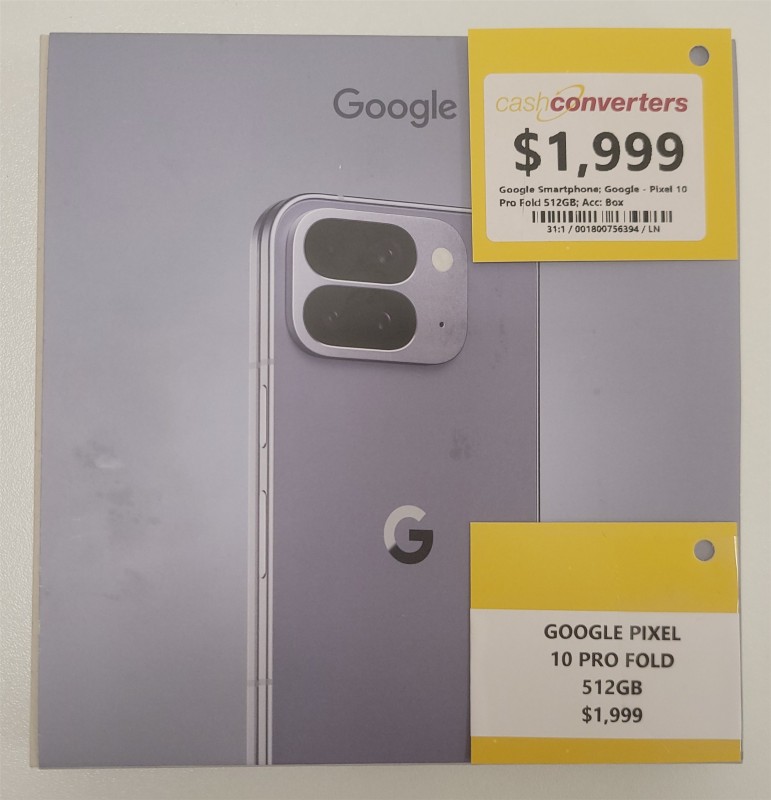 Google
cashconverters
$1,999
Google Smartphone; Google - Pixel 10
Pro Fold 512GB; Acc: Box
31:1 / 001800756394 / LN
G
GOOGLE PIXEL
10 PRO FOLD
512GB
$1,999